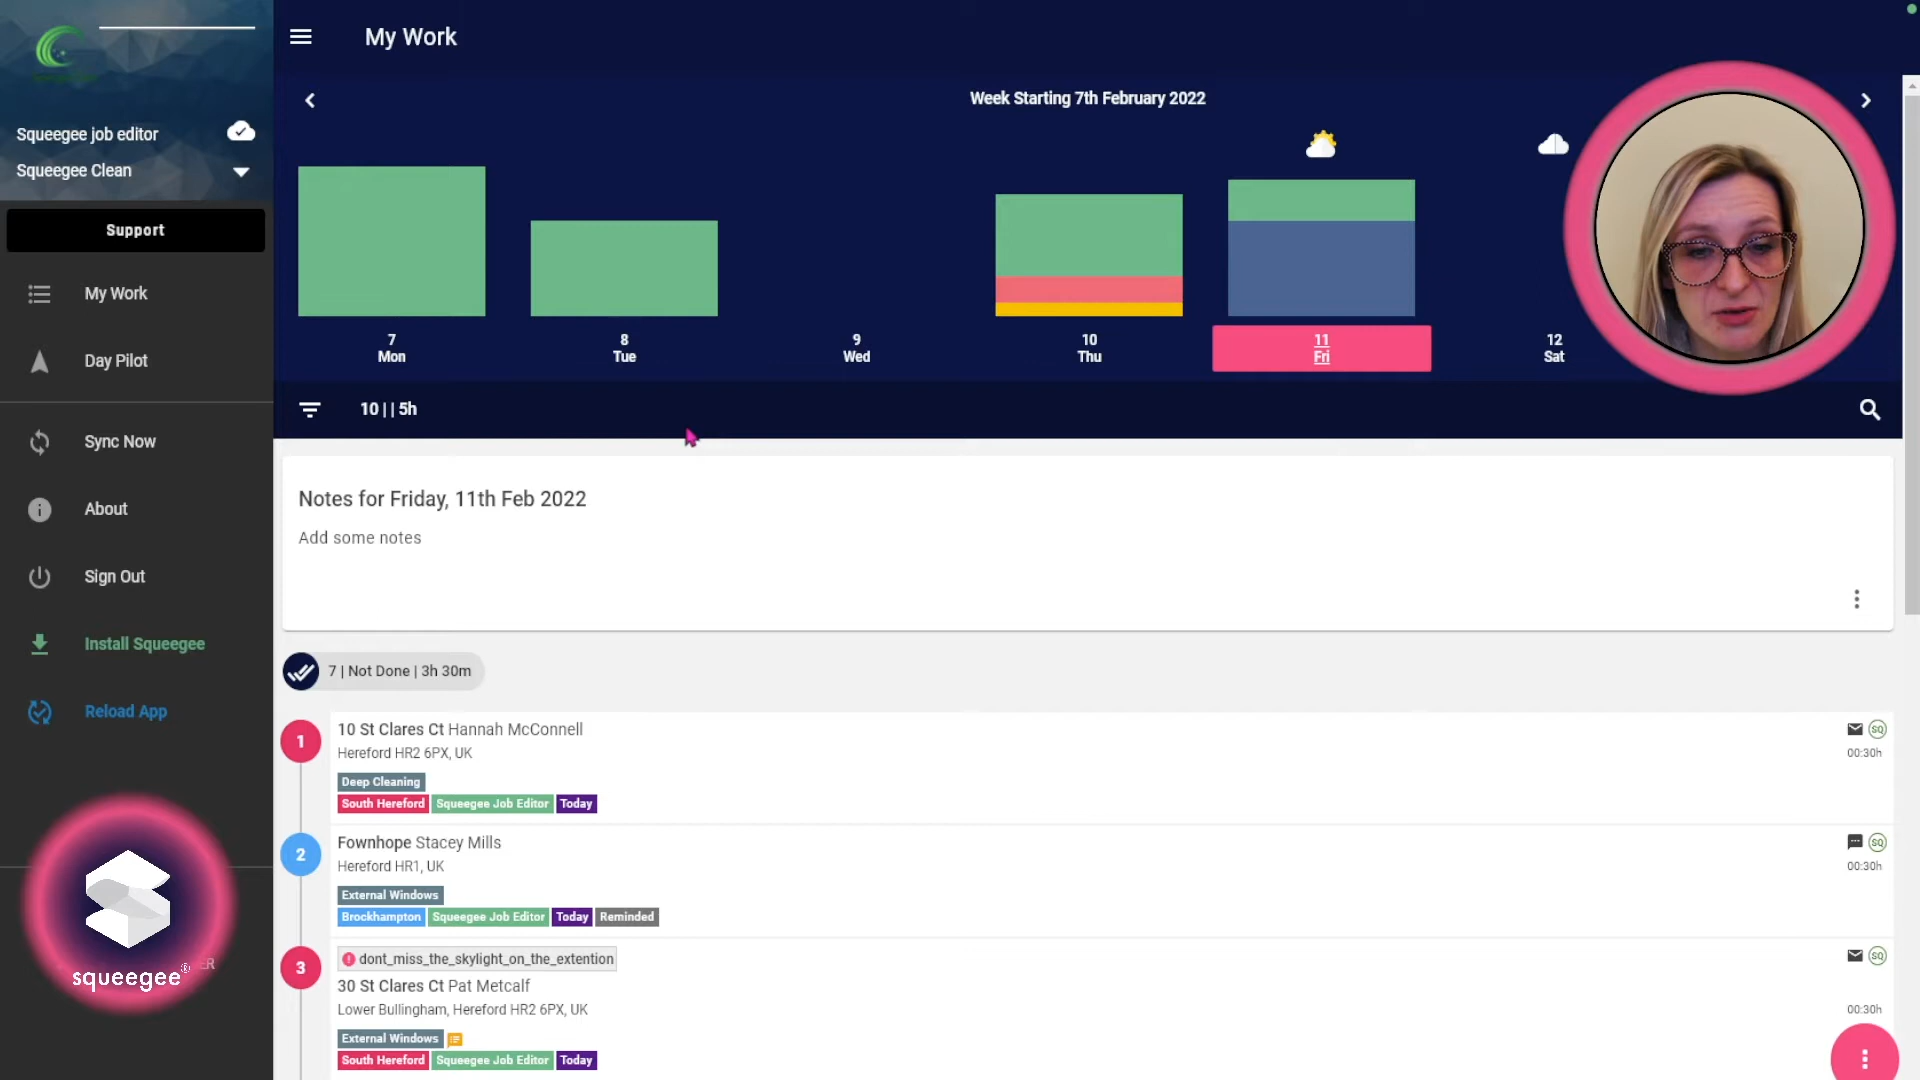 My Work
Week Starting 7th February 2022
Squeegee job editor
Squeegee Clean
Support
My Work
Day Pilot
Sync Now
About
Sign Out
Install Squeegee
Reload App
squeegee®
7
Mon
8
Tue
9
Wed
10
Thu
11
Fri
12
Sat
10 | | 5h
Notes for Friday, 11th Feb 2022
Add some notes
7 | Not Done | 3h 30m
1
10 St Clares Ct Hannah McConnell
Hereford HR2 6PX, UK
SQ
00:30h
Deep Cleaning
South Hereford Squeegee Job Editor Today
2
Fownhope Stacey Mills
Hereford HR1, UK
SQ
00:30h
External Windows
Brockhampton Squeegee Job Editor Today Reminded
3
dont_miss_the_skylight_on_the_extention
30 St Clares Ct Pat Metcalf
Lower Bullingham, Hereford HR2 6PX, UK
SQ
00:30h
External Windows
South Hereford Squeegee Job Editor Today